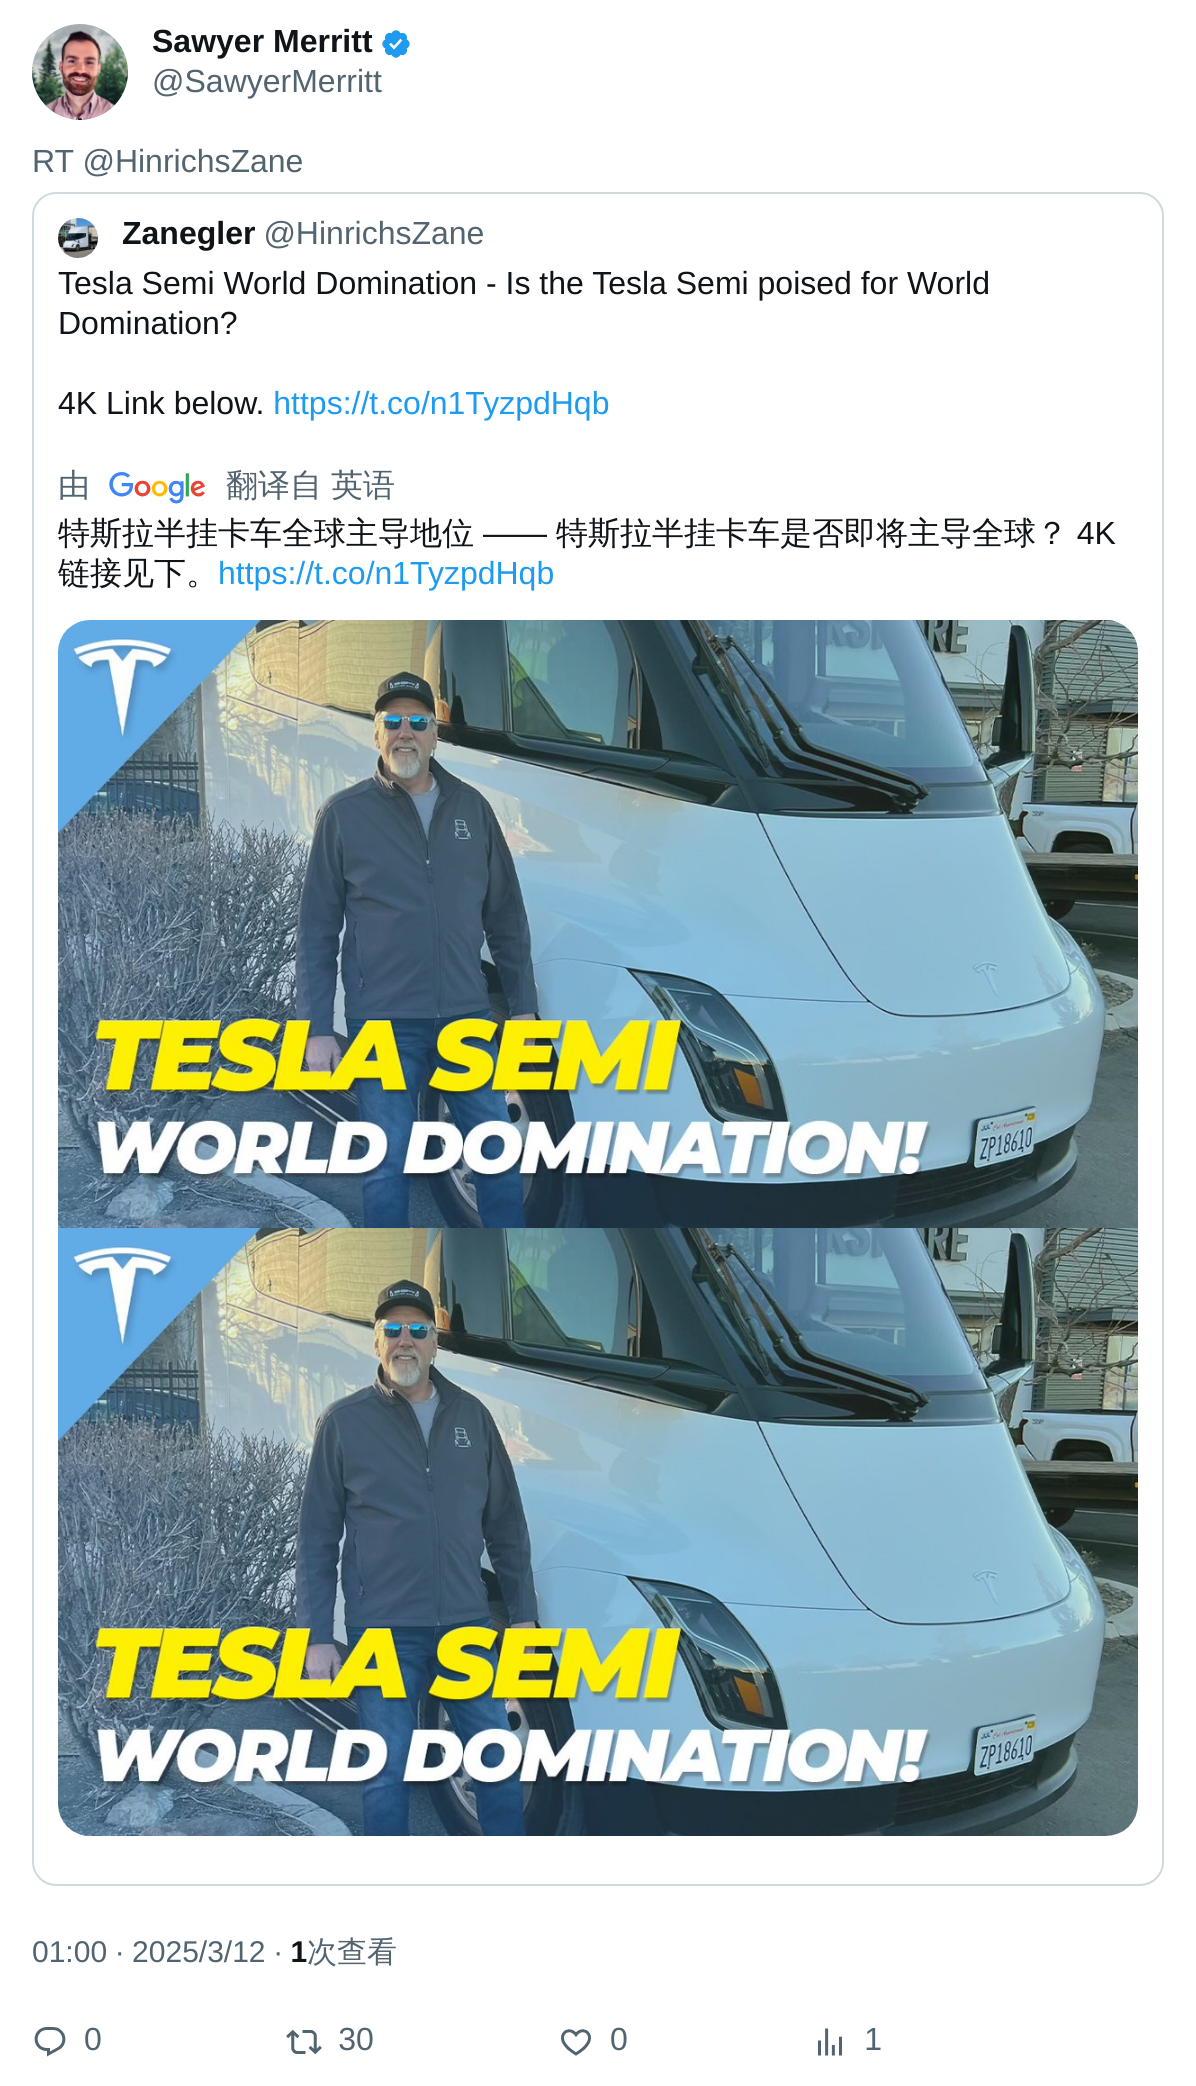 Sawyer Merritt
@SawyerMerritt
RT @HinrichsZane
Zanegler @HinrichsZane
Tesla Semi World Domination - Is the Tesla Semi poised for World
Domination?
4K Link below. https://t.co/n1TyzpdHqb
由 Google 翻译自 英语
特斯拉半挂卡车全球主导地位 —— 特斯拉半挂卡车是否即将主导全球？ 4K
链接见下。https://t.co/n1TyzpdHqb
TESLA SEMI
WORLD DOMINATION!
ZP18610
TESLA SEMI
WORLD DOMINATION!
ZP18610
01:00 · 2025/3/12 · 1次查看
0 30 0 1